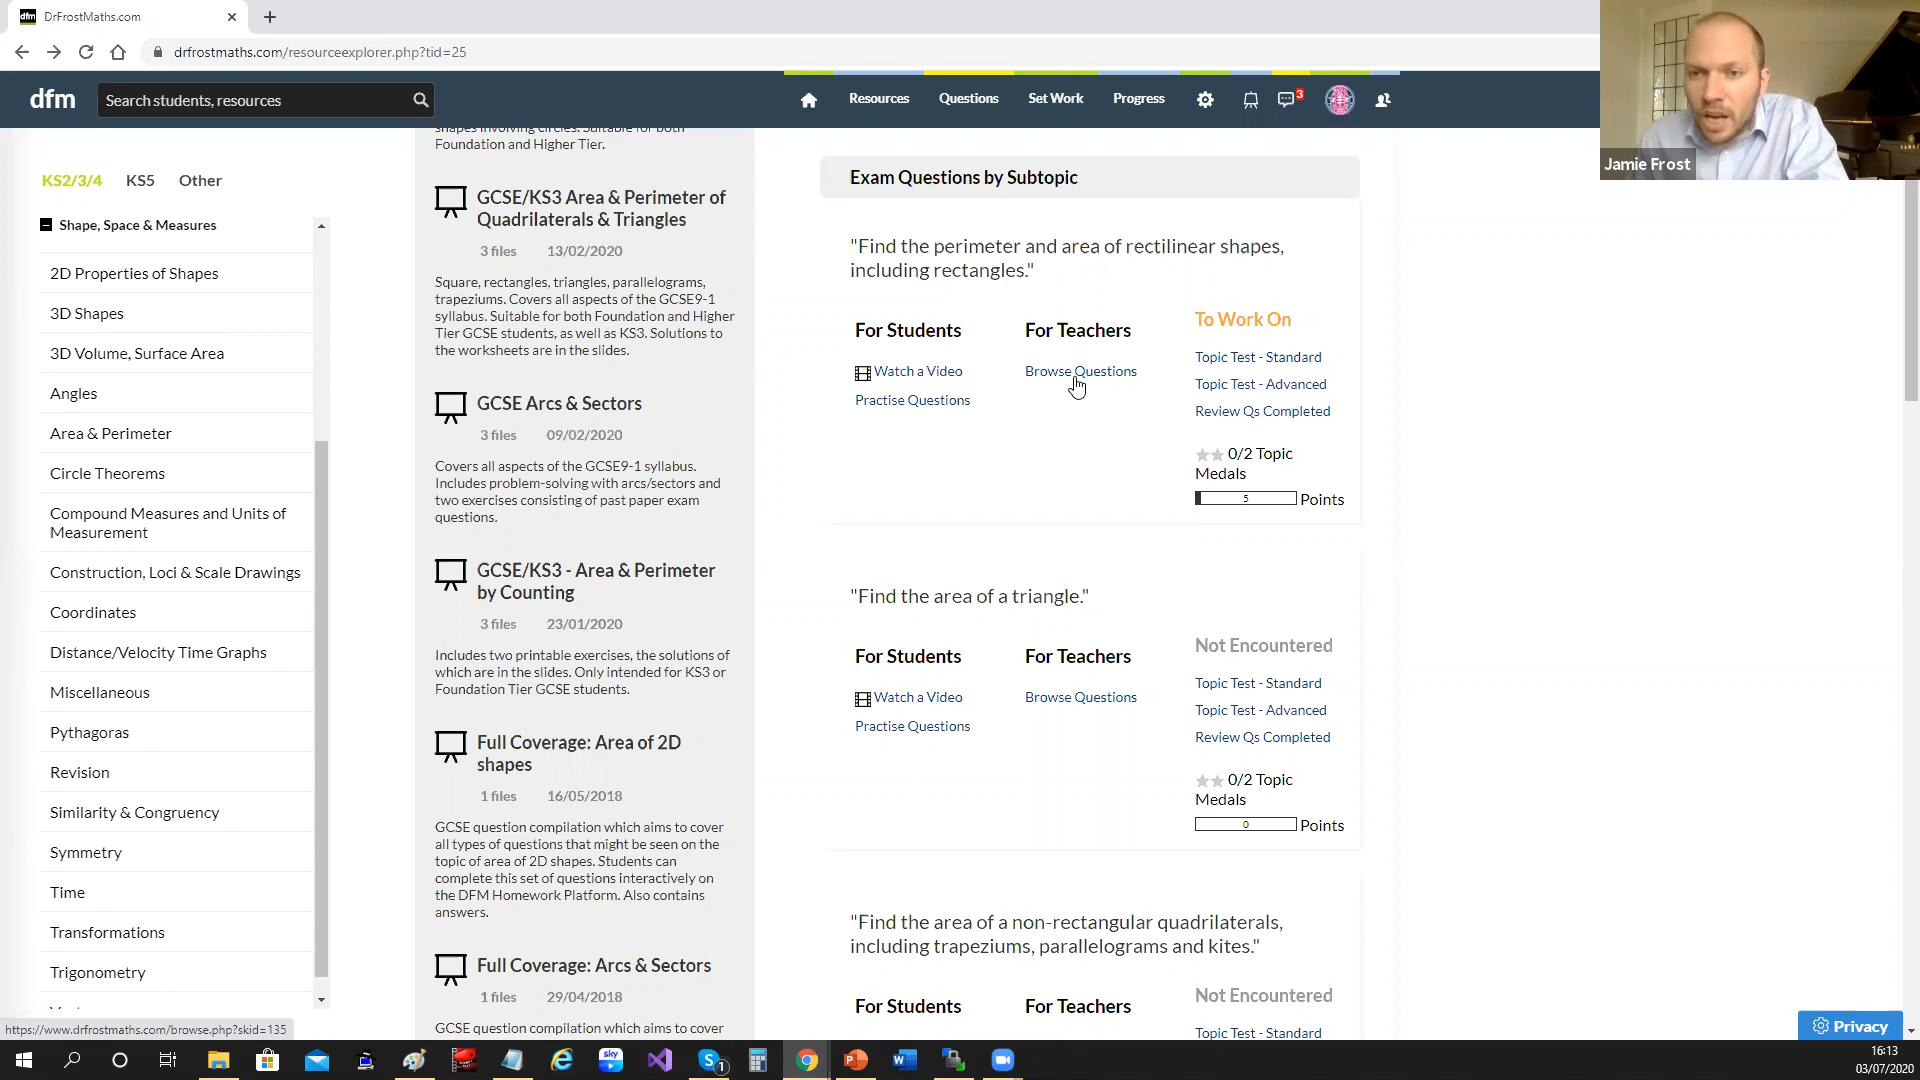 DrFrostMaths.com
drfrostmaths.com/resourceexplorer.php?tid=25
dfm
Search students, resources
Resources
Questions
Set Work
Progress
3
Jamie Frost
KS2/3/4
KS5
Other
Shape, Space & Measures
2D Properties of Shapes
3D Shapes
3D Volume, Surface Area
Angles
Area & Perimeter
Circle Theorems
Compound Measures and Units of
Measurement
Construction, Loci & Scale Drawings
Coordinates
Distance/Velocity Time Graphs
Miscellaneous
Pythagoras
Revision
Similarity & Congruency
Symmetry
Time
Transformations
Trigonometry
shapes involving circles. Suitable for both
Foundation and Higher Tier.
GCSE/KS3 Area & Perimeter of
Quadrilaterals & Triangles
3 files 13/02/2020
Square, rectangles, triangles, parallelograms,
trapeziums. Covers all aspects of the GCSE9-1
syllabus. Suitable for both Foundation and Higher
Tier GCSE students, as well as KS3. Solutions to
the worksheets are in the slides.
GCSE Arcs & Sectors
3 files 09/02/2020
Covers all aspects of the GCSE9-1 syllabus.
Includes problem-solving with arcs/sectors and
two exercises consisting of past paper exam
questions.
GCSE/KS3 - Area & Perimeter
by Counting
3 files 23/01/2020
Includes two printable exercises, the solutions of
which are in the slides. Only intended for KS3 or
Foundation Tier GCSE students.
Full Coverage: Area of 2D
shapes
1 files 16/05/2018
GCSE question compilation which aims to cover
all types of questions that might be seen on the
topic of area of 2D shapes. Students can
complete this set of questions interactively on
the DFM Homework Platform. Also contains
answers.
Full Coverage: Arcs & Sectors
1 files 29/04/2018
GCSE question compilation which aims to cover
Exam Questions by Subtopic
"Find the perimeter and area of rectilinear shapes,
including rectangles."
For Students
Watch a Video
Practise Questions
For Teachers
Browse Questions
To Work On
Topic Test - Standard
Topic Test - Advanced
Review Qs Completed
0/2 Topic
Medals
5 Points
"Find the area of a triangle."
For Students
Watch a Video
Practise Questions
For Teachers
Browse Questions
Not Encountered
Topic Test - Standard
Topic Test - Advanced
Review Qs Completed
0/2 Topic
Medals
0 Points
"Find the area of a non-rectangular quadrilaterals,
including trapeziums, parallelograms and kites."
For Students
For Teachers
Not Encountered
Topic Test - Standard
Privacy
https://www.drfrostmaths.com/browse.php?skid=135
sky
1
16:13
03/07/2020